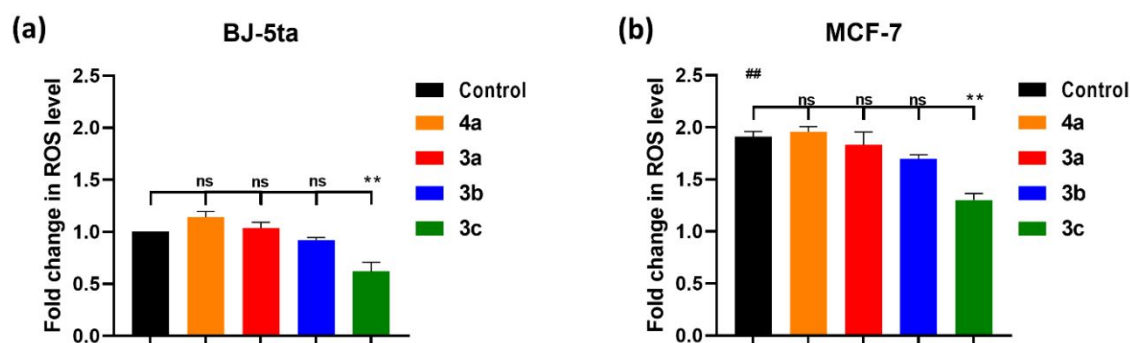 (a)
BJ-5ta
Fold change in ROS level
2.5
2.0
1.5
1.0
0.5
0.0
ns
ns
ns
**
Control
4a
3a
3b
3c
(b)
MCF-7
Fold change in ROS level
2.5
2.0
1.5
1.0
0.5
0.0
##
ns
ns
ns
**
Control
4a
3a
3b
3c